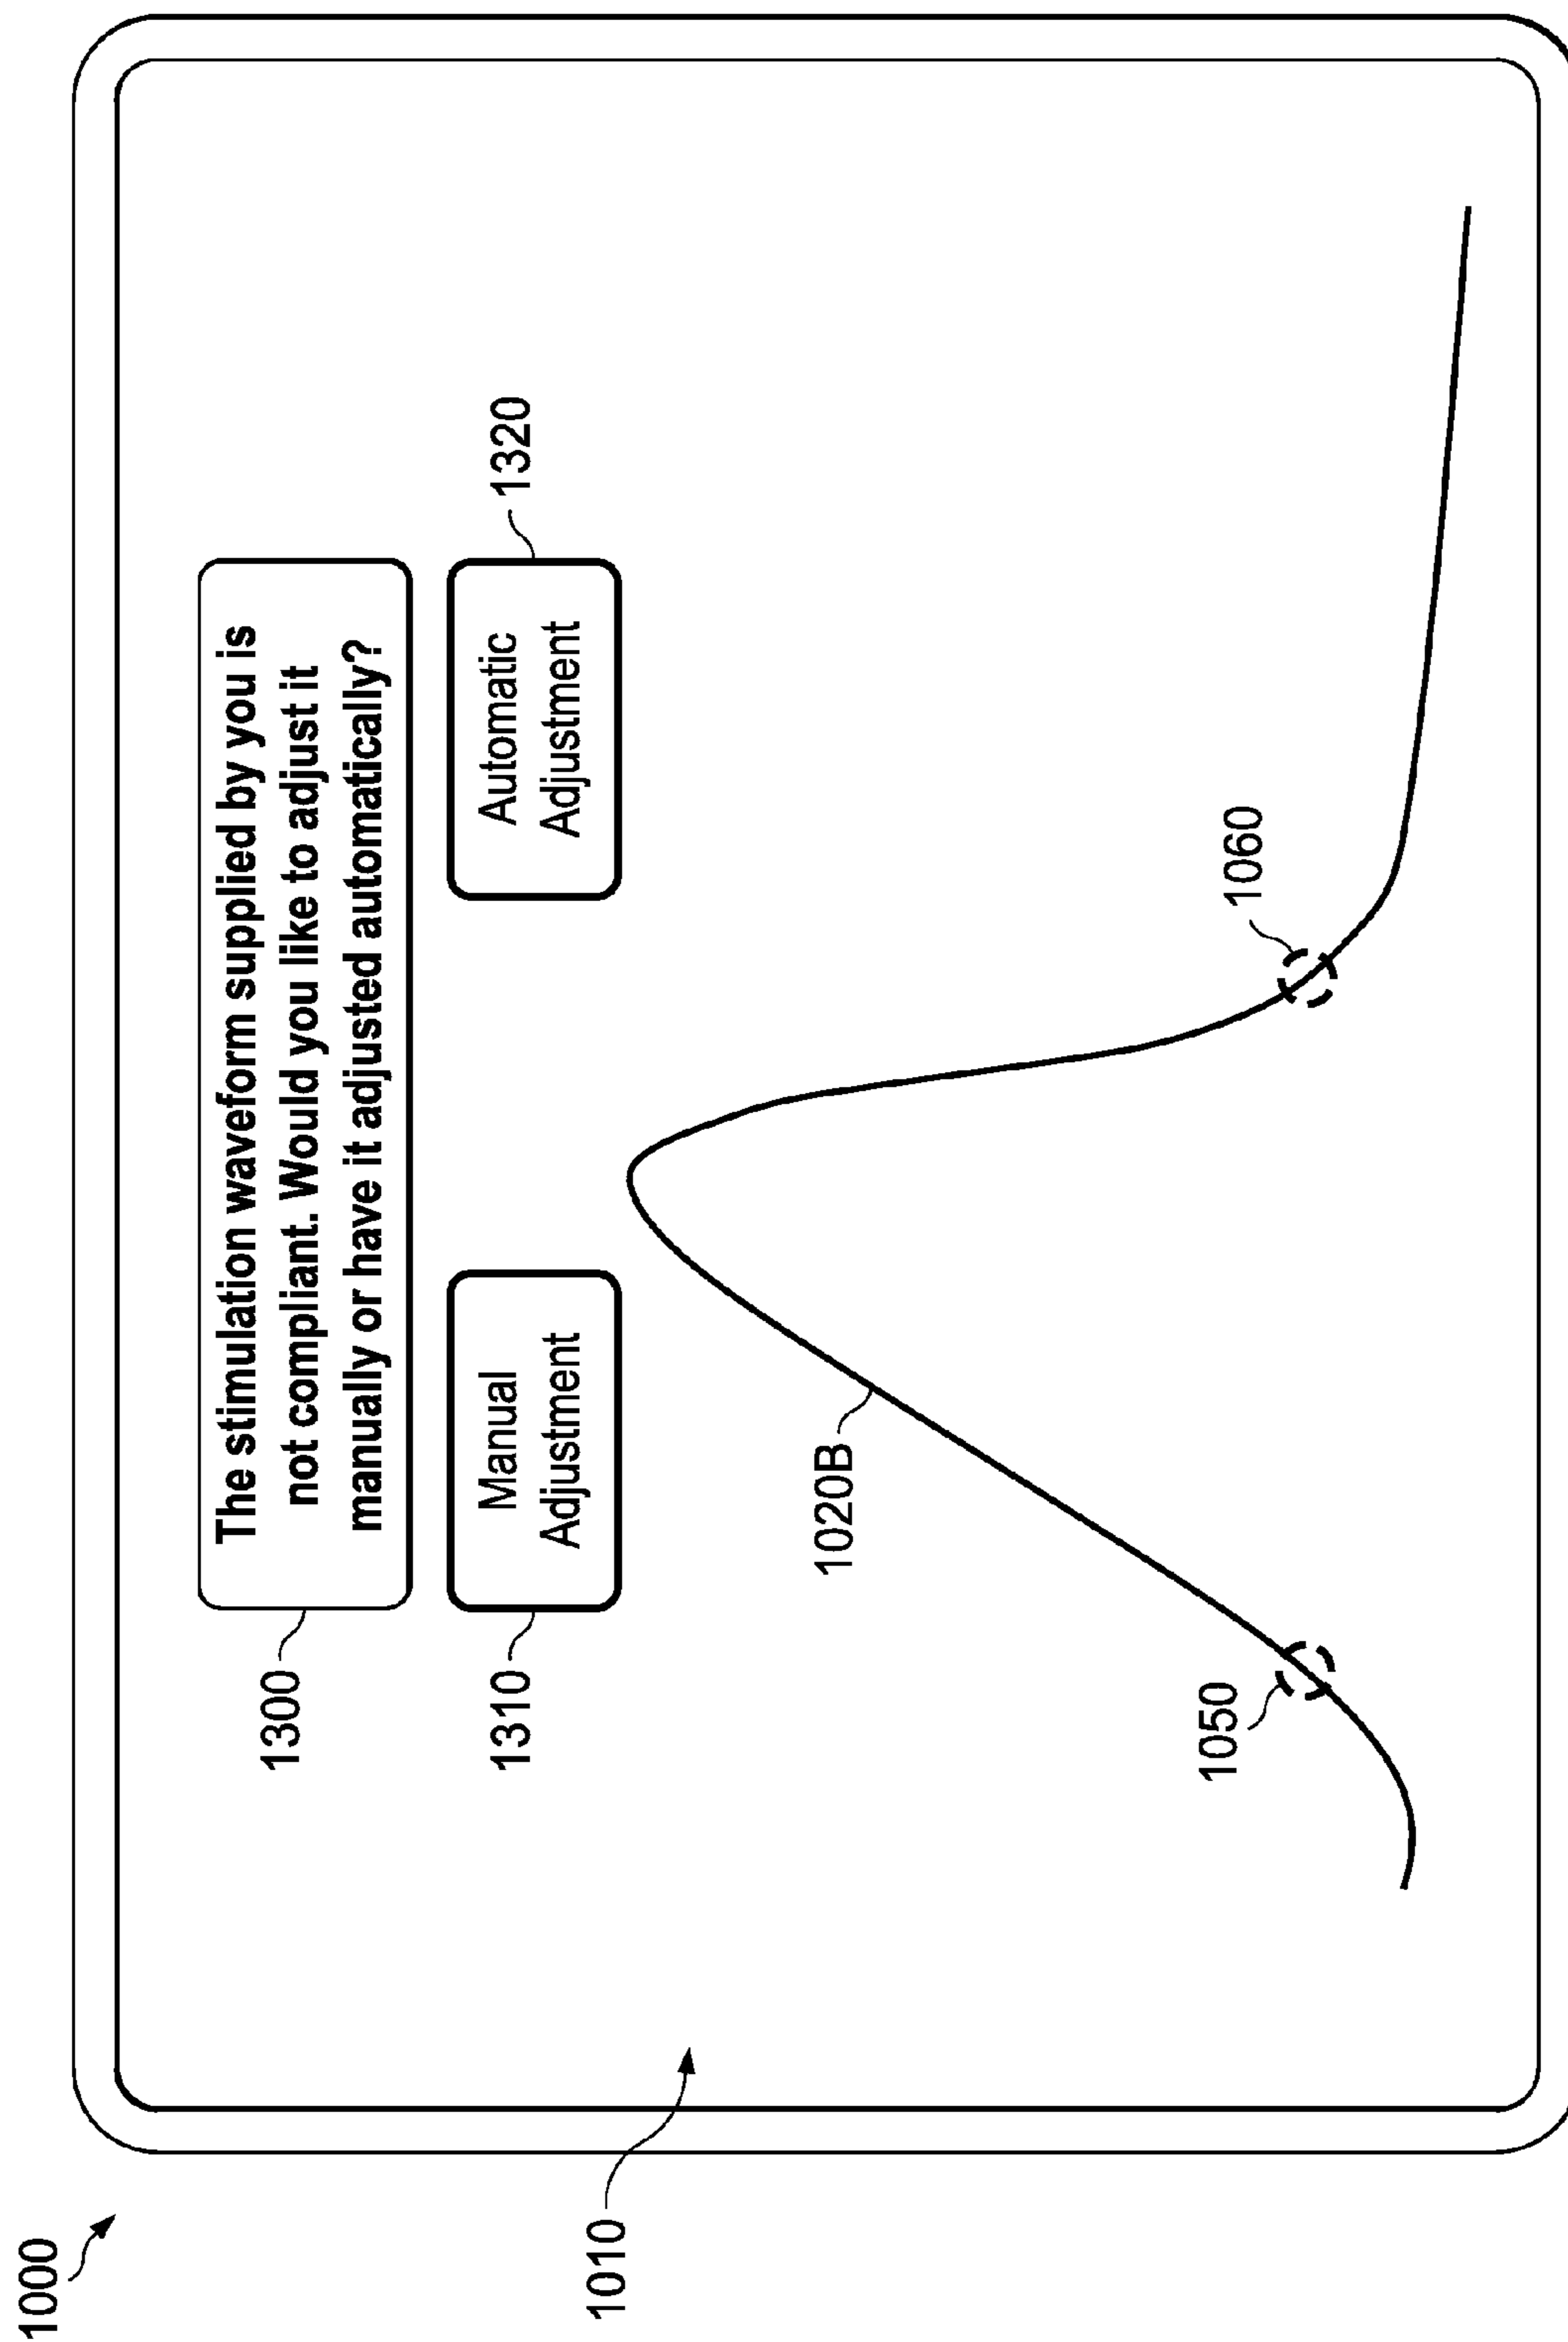 1000
1010
1300
The stimulation waveform supplied by you is
not compliant. Would you like to adjust it
manually or have it adjusted automatically?
1310
Manual
Adjustment
Automatic
Adjustment
1320
1020B
1050
1060